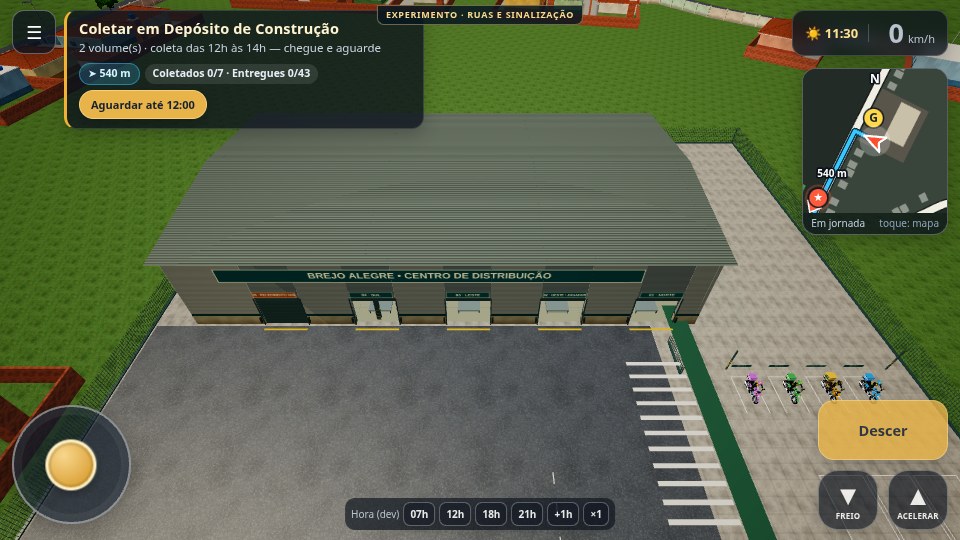 EXPERIMENTO · RUAS E SINALIZAÇÃO
☰
Coletar em Depósito de Construção
2 volume(s) · coleta das 12h às 14h — chegue e aguarde
➤ 540 m
Coletados 0/7 · Entregues 0/43
Aguardar até 12:00
☀️ 11:30
0 km/h
N
G
540 m
Em jornada
toque: mapa
BREJO ALEGRE • CENTRO DE DISTRIBUIÇÃO
Descer
▼
FREIO
▲
ACELERAR
Hora (dev)
07h
12h
18h
21h
+1h
×1